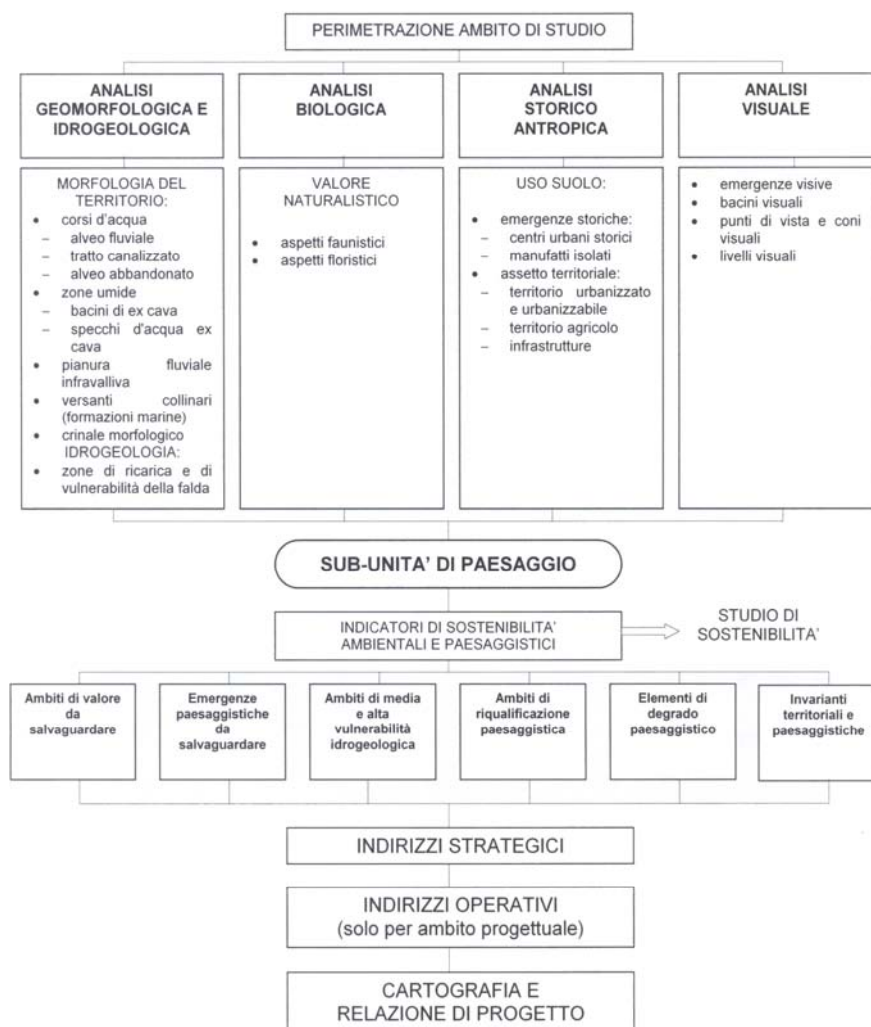 PERIMETRAZIONE AMBITO DI STUDIO
ANALISI
GEOMORFOLOGICA E
IDROGEOLOGICA
MORFOLOGIA DEL
TERRITORIO:
• corsi d'acqua
– alveo fluviale
– tratto canalizzato
– alveo abbandonato
• zone umide
– bacini di ex cava
– specchi d'acqua ex
cava
• pianura fluviale
infravalliva
• versanti collinari
(formazioni marine)
• crinale morfologico
IDROGEOLOGIA:
• zone di ricarica e di
vulnerabilità della falda
ANALISI
BIOLOGICA
VALORE
NATURALISTICO
• aspetti faunistici
• aspetti floristici
ANALISI
STORICO
ANTROPICA
USO SUOLO:
• emergenze storiche:
– centri urbani storici
– manufatti isolati
• assetto territoriale:
– territorio urbanizzato
e urbanizzabile
– territorio agricolo
– infrastrutture
ANALISI
VISUALE
• emergenze visive
• bacini visuali
• punti di vista e coni
visuali
• livelli visuali
SUB-UNITA' DI PAESAGGIO
INDICATORI DI SOSTENIBILITA'
AMBIENTALI E PAESAGGISTICI
STUDIO DI
SOSTENIBILITA'
Ambiti di valore
da
salvaguardare
Emergenze
paesaggistiche
da
salvaguardare
Ambiti di media
e alta
vulnerabilità
idrogeologica
Ambiti di
riqualificazione
paesaggistica
Elementi di
degrado
paesaggistico
Invarianti
territoriali e
paesaggistiche
INDIRIZZI STRATEGICI
INDIRIZZI OPERATIVI
(solo per ambito progettuale)
CARTOGRAFIA E
RELAZIONE DI PROGETTO